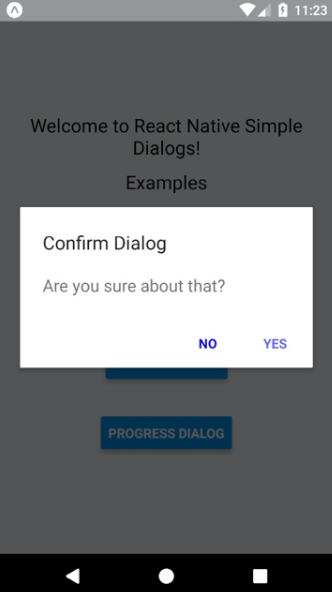 11:23
Welcome to React Native Simple
Dialogs!
Examples
Confirm Dialog
Are you sure about that?
NO YES
PROGRESS DIALOG